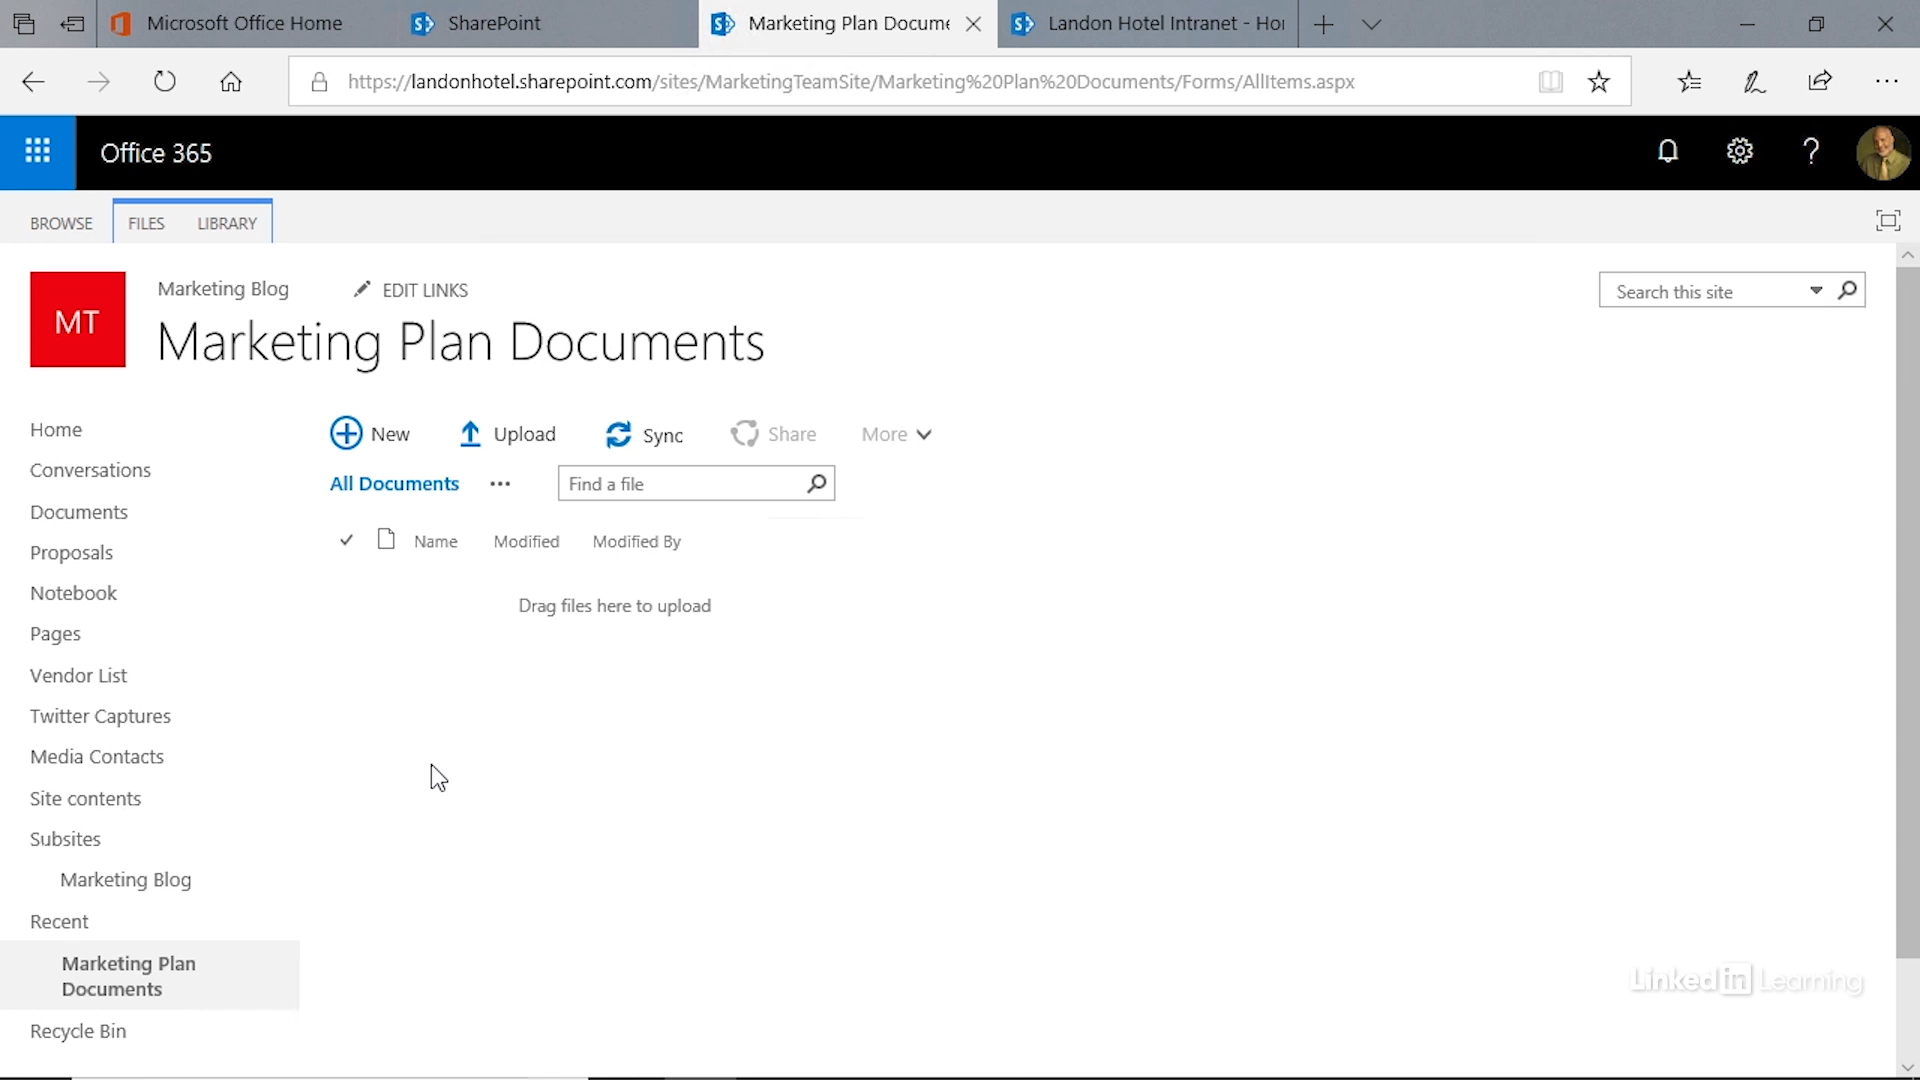 Microsoft Office Home
SharePoint
Marketing Plan Docume
Landon Hotel Intranet - Hor
https://landonhotel.sharepoint.com/sites/MarketingTeamSite/Marketing%20Plan%20Documents/Forms/AllItems.aspx
Office 365
BROWSE
FILES
LIBRARY
MT
Marketing Blog
EDIT LINKS
Search this site
Marketing Plan Documents
New
Upload
Sync
Share
More
All Documents
Find a file
Name
Modified
Modified By
Drag files here to upload
Home
Conversations
Documents
Proposals
Notebook
Pages
Vendor List
Twitter Captures
Media Contacts
Site contents
Subsites
Marketing Blog
Recent
Marketing Plan
Documents
Recycle Bin
Linked in Learning